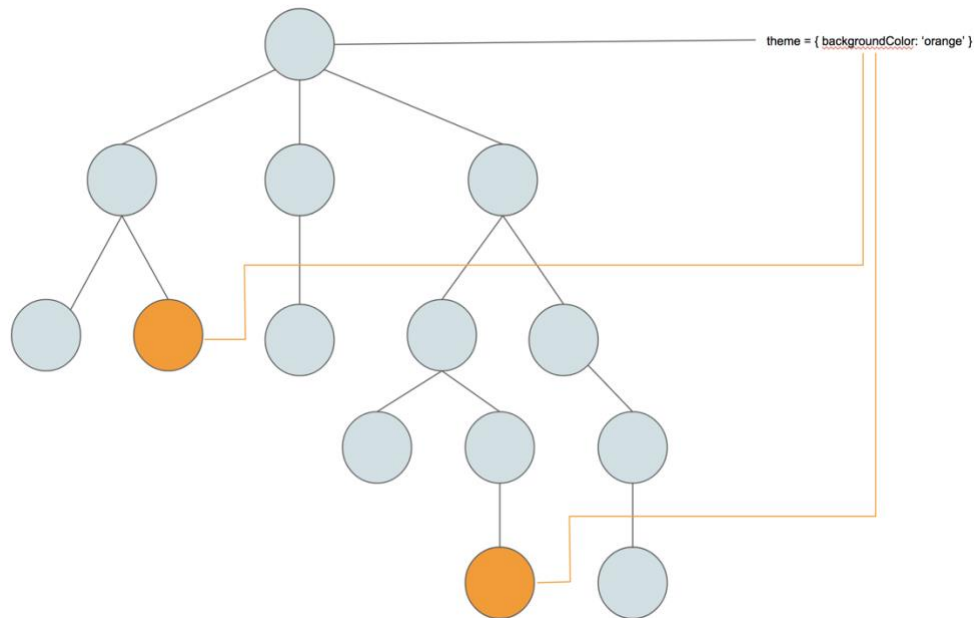 theme = { backgroundColor: ‘orange’ }